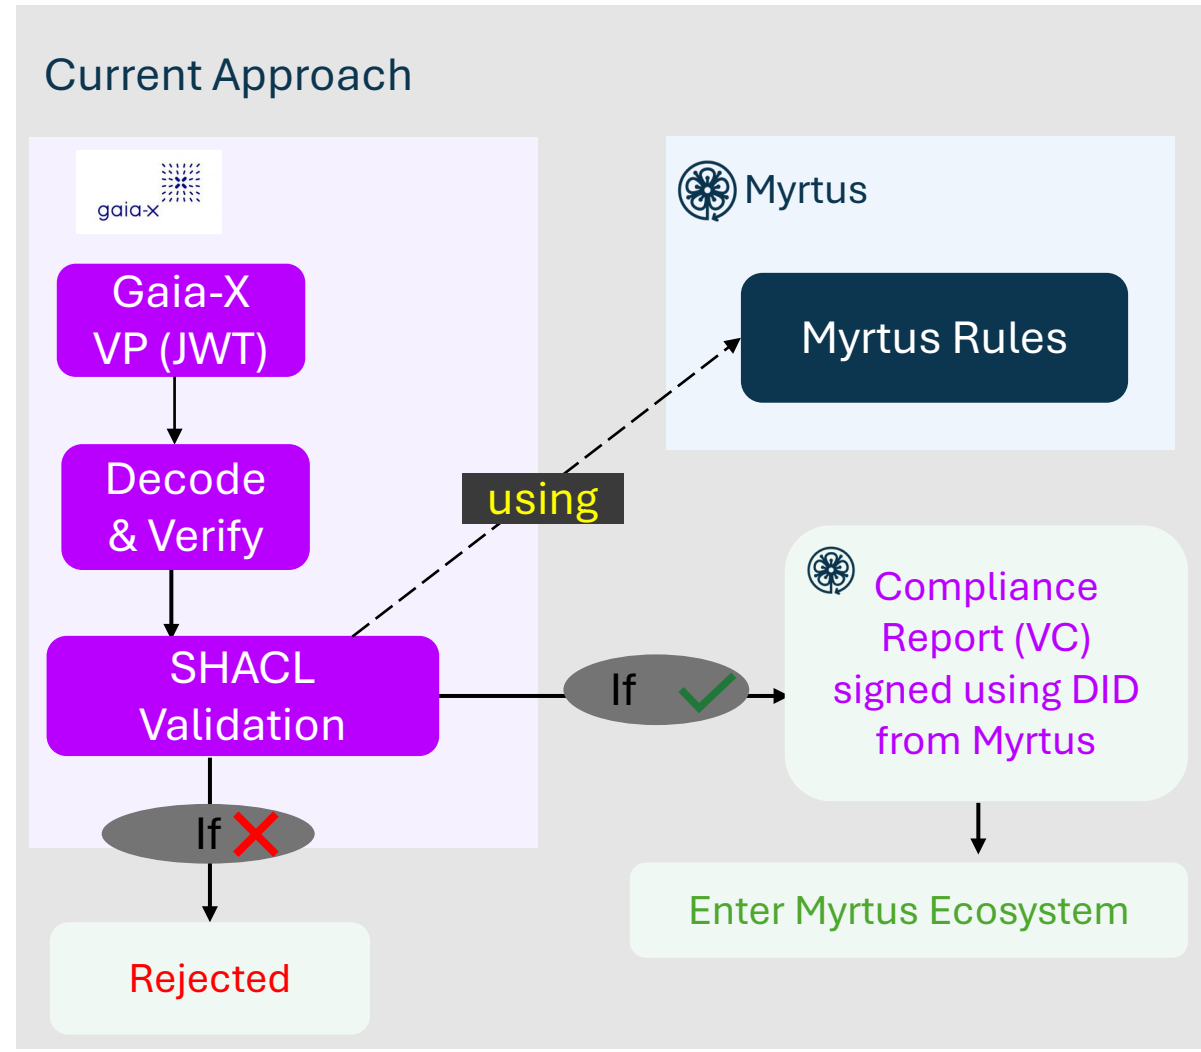 Current Approach
gaia-x
Gaia-X
VP (JWT)
Decode
& Verify
SHACL
Validation
If
Rejected
using
Myrtus
Myrtus Rules
If
Compliance
Report (VC)
signed using DID
from Myrtus
Enter Myrtus Ecosystem